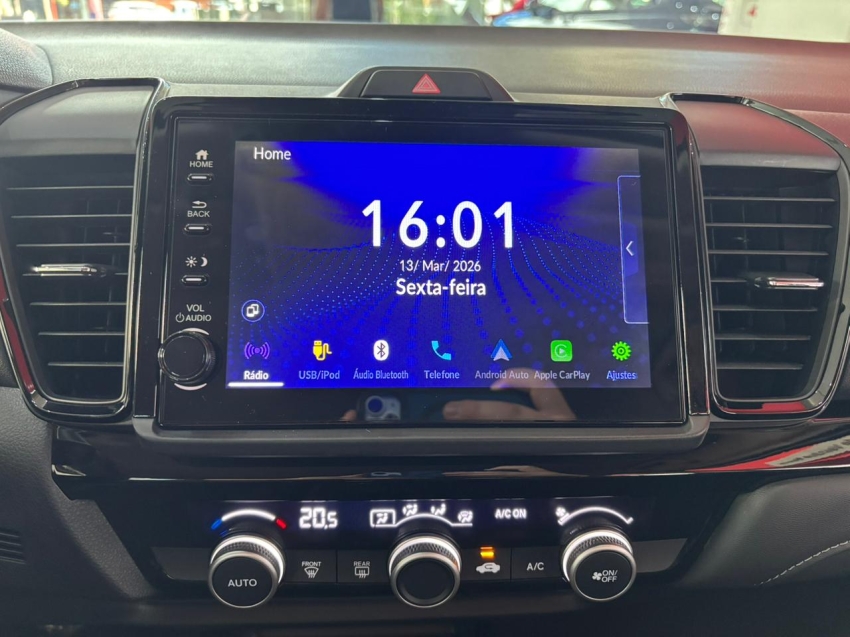 HOME
BACK
VOL
AUDIO
Home
16:01
13/ Mar/ 2026
Sexta-feira
Rádio
USB/iPod
Áudio Bluetooth
Telefone
Android Auto
Apple CarPlay
Ajustes
20.5
A/C ON
AUTO
FRONT
REAR
A/C
ON/
OFF